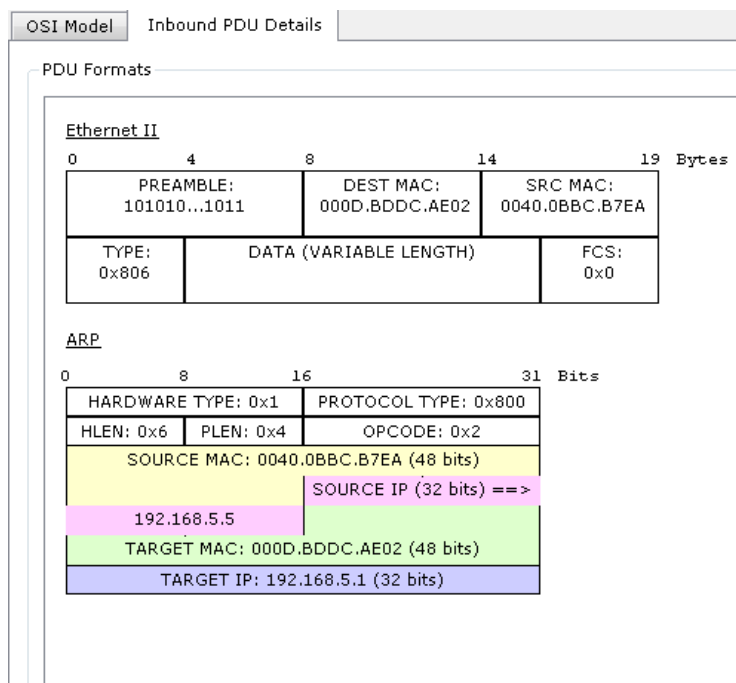 OSI Model Inbound PDU Details
PDU Formats
Ethernet II
0 4 8 14 19 Bytes
PREAMBLE: DEST MAC: SRC MAC:
101010...1011 000D.BDDC.AE02 0040.0BBC.B7EA
TYPE: DATA (VARIABLE LENGTH) FCS:
0x806 0x0
ARP
0 8 16 31 Bits
HARDWARE TYPE: 0x1 PROTOCOL TYPE: 0x800
HLEN: 0x6 PLEN: 0x4 OPCODE: 0x2
SOURCE MAC: 0040.0BBC.B7EA (48 bits)
SOURCE IP (32 bits) ==>
192.168.5.5
TARGET MAC: 000D.BDDC.AE02 (48 bits)
TARGET IP: 192.168.5.1 (32 bits)